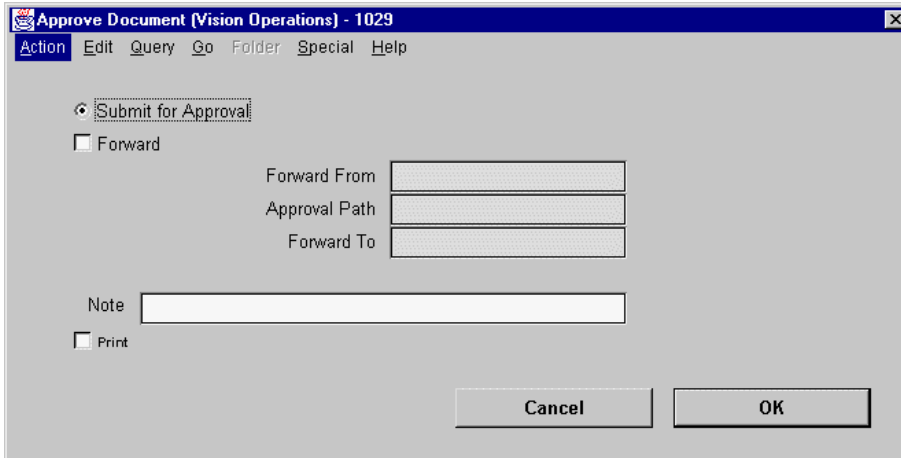 Approve Document (Vision Operations) - 1029
Action Edit Query Go Folder Special Help
Submit for Approval
Forward
Forward From
Approval Path
Forward To
Note
Print
Cancel OK